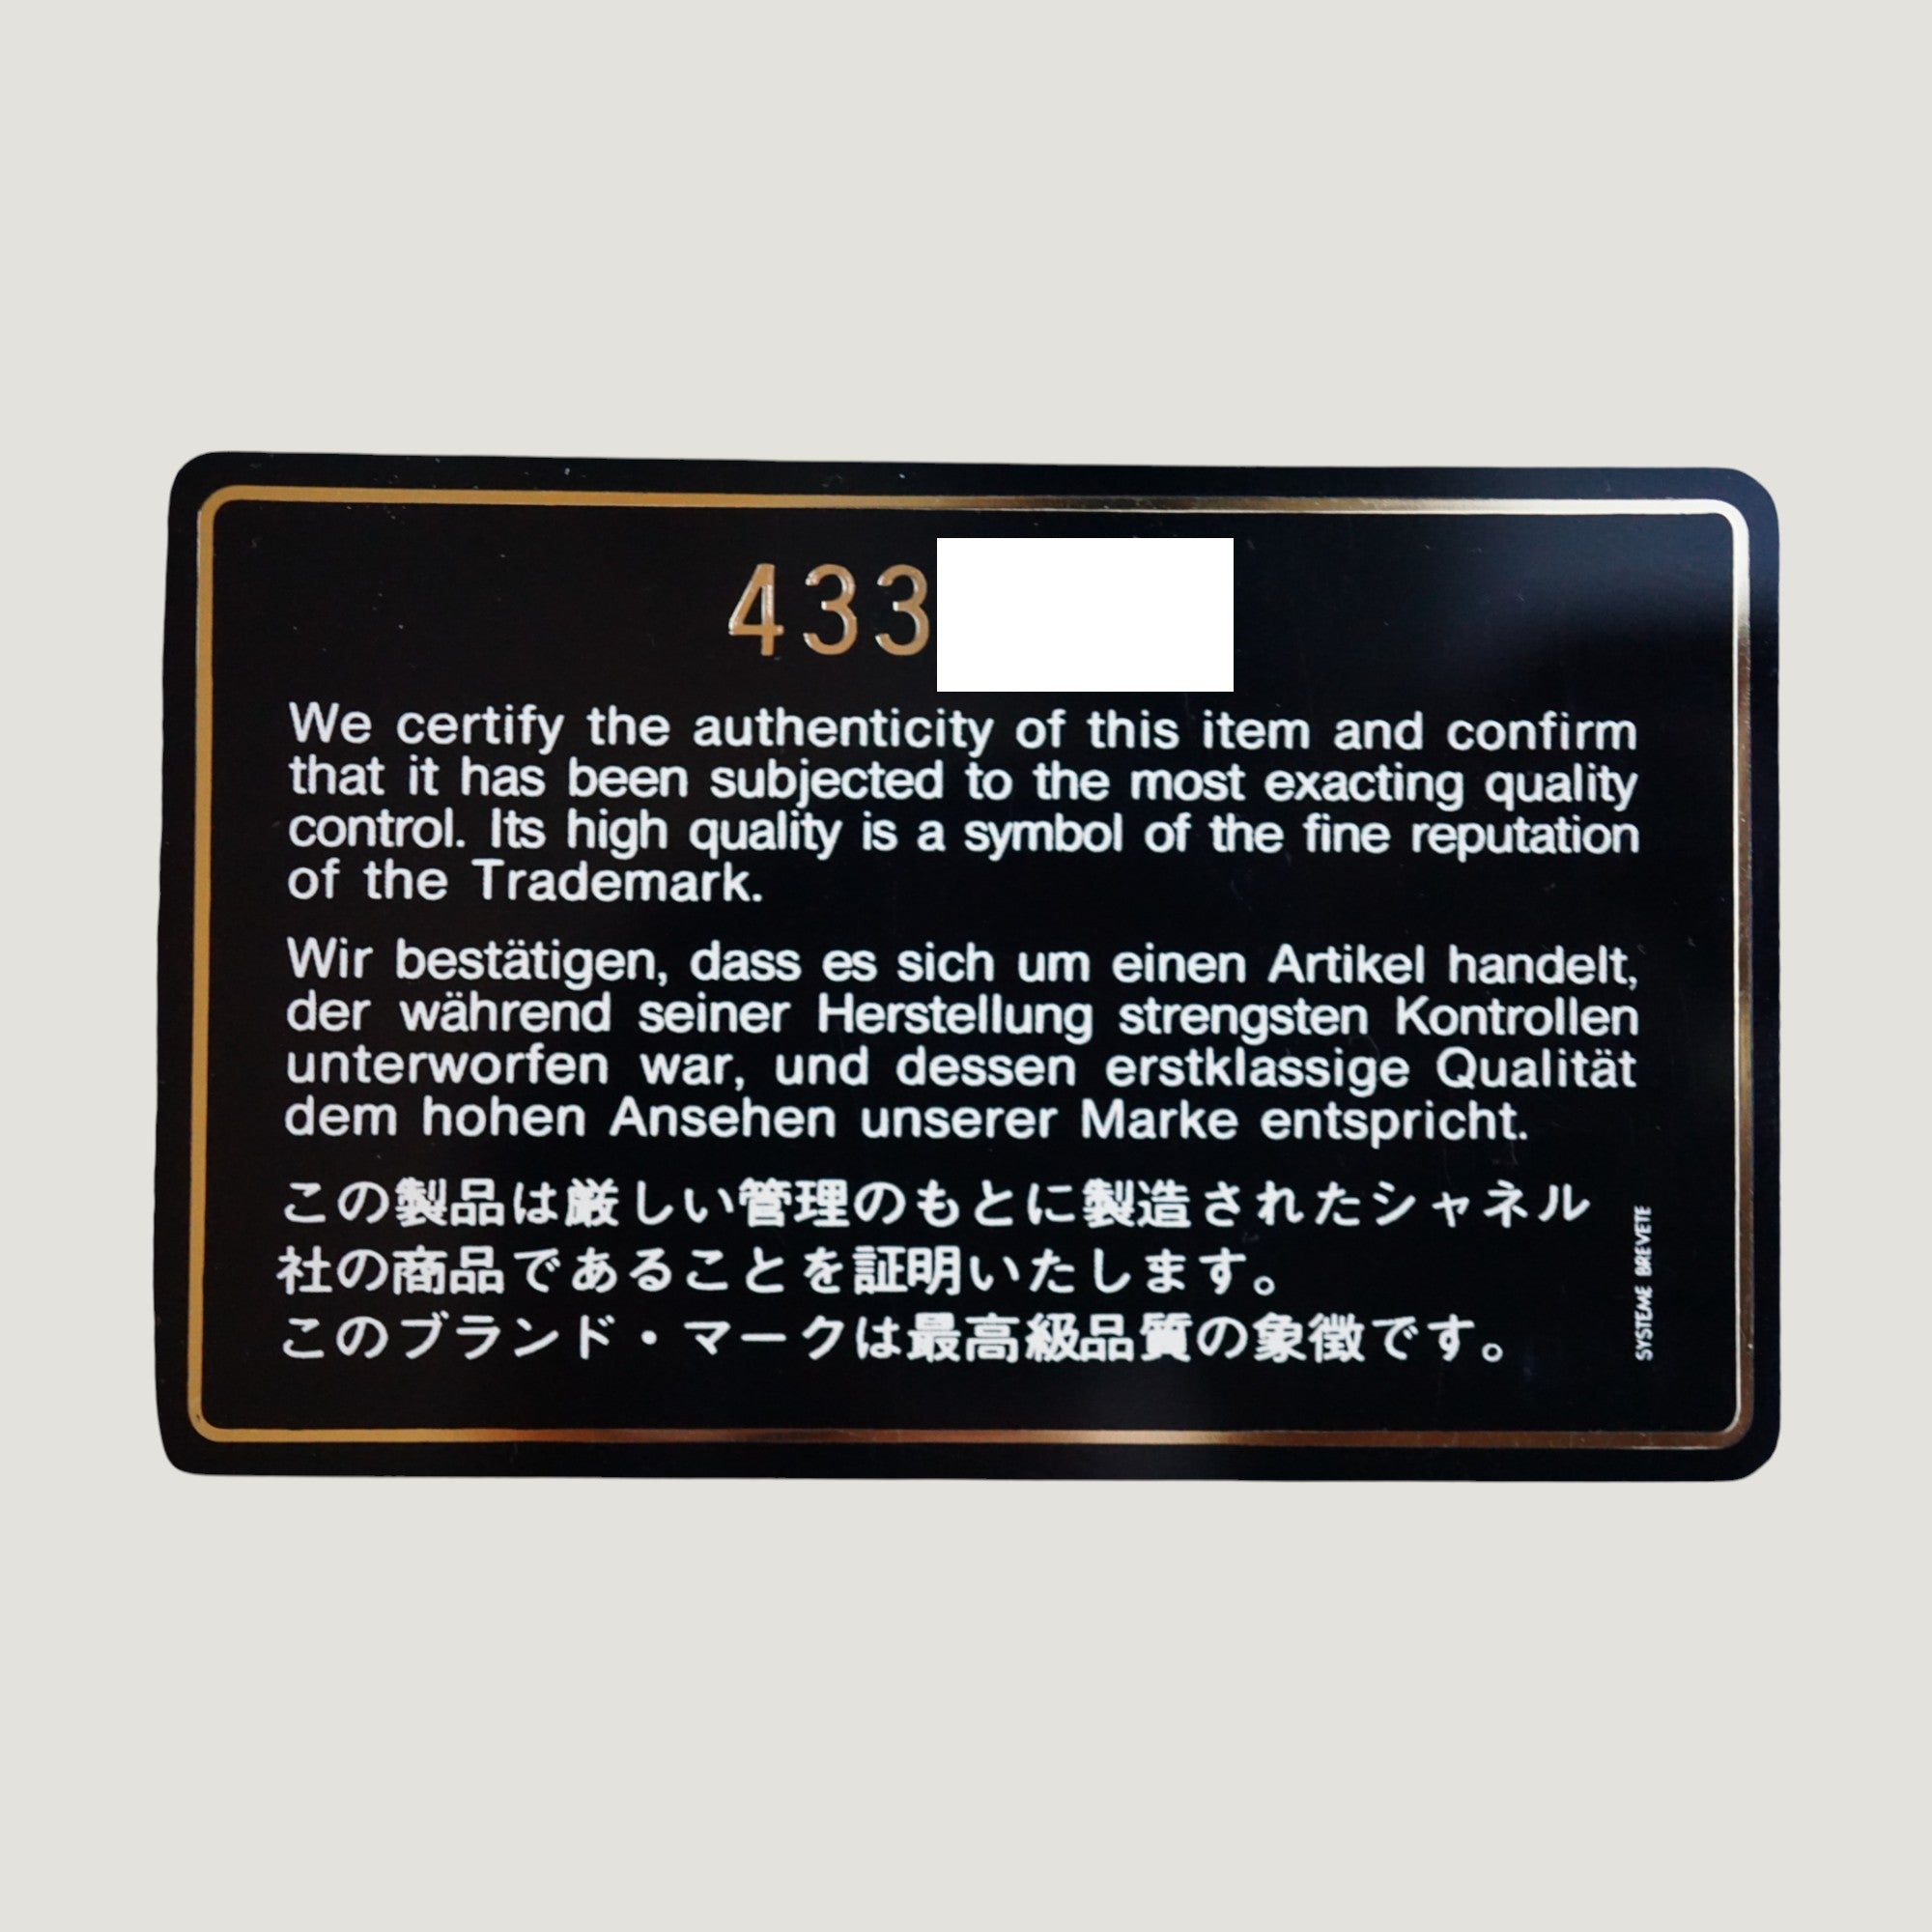 433
We certify the authenticity of this item and confirm
that it has been subjected to the most exacting quality
control. Its high quality is a symbol of the fine reputation
of the Trademark.
Wir bestätigen, dass es sich um einen Artikel handelt,
der während seiner Herstellung strengsten Kontrollen
unterworfen war, und dessen erstklassige Qualität
dem hohen Ansehen unserer Marke entspricht.
この製品は厳しい管理のもとに製造されたシャネル
社の商品であることを証明いたします。
このブランド・マークは最高級品質の象徴です。
SYSTEME BREVETE